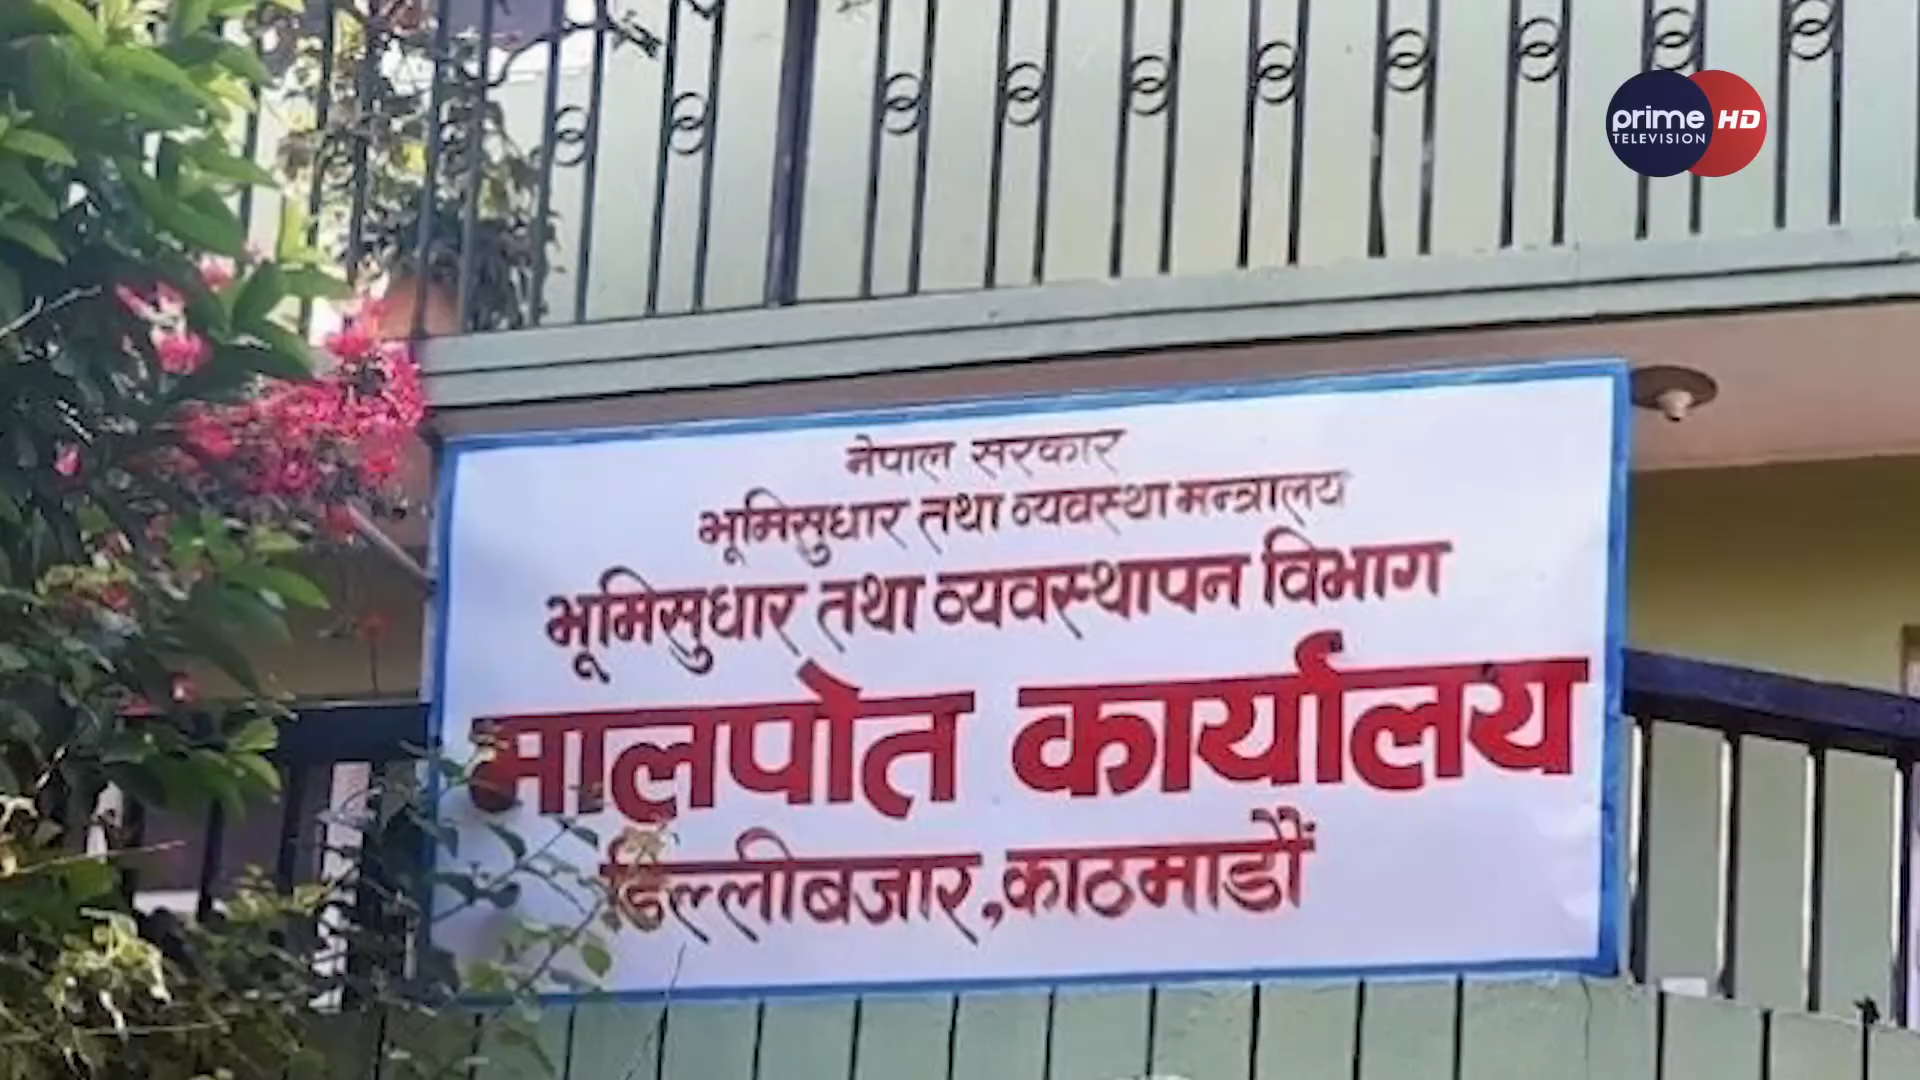 prime HD
TELEVISION
नेपाल सरकार
भूमिसुधार तथा व्यवस्था मन्त्रालय
भूमिसुधार तथा व्यवस्थापन विभाग
मालपोत कार्यालय
डिल्लीबजार,काठमाडौं